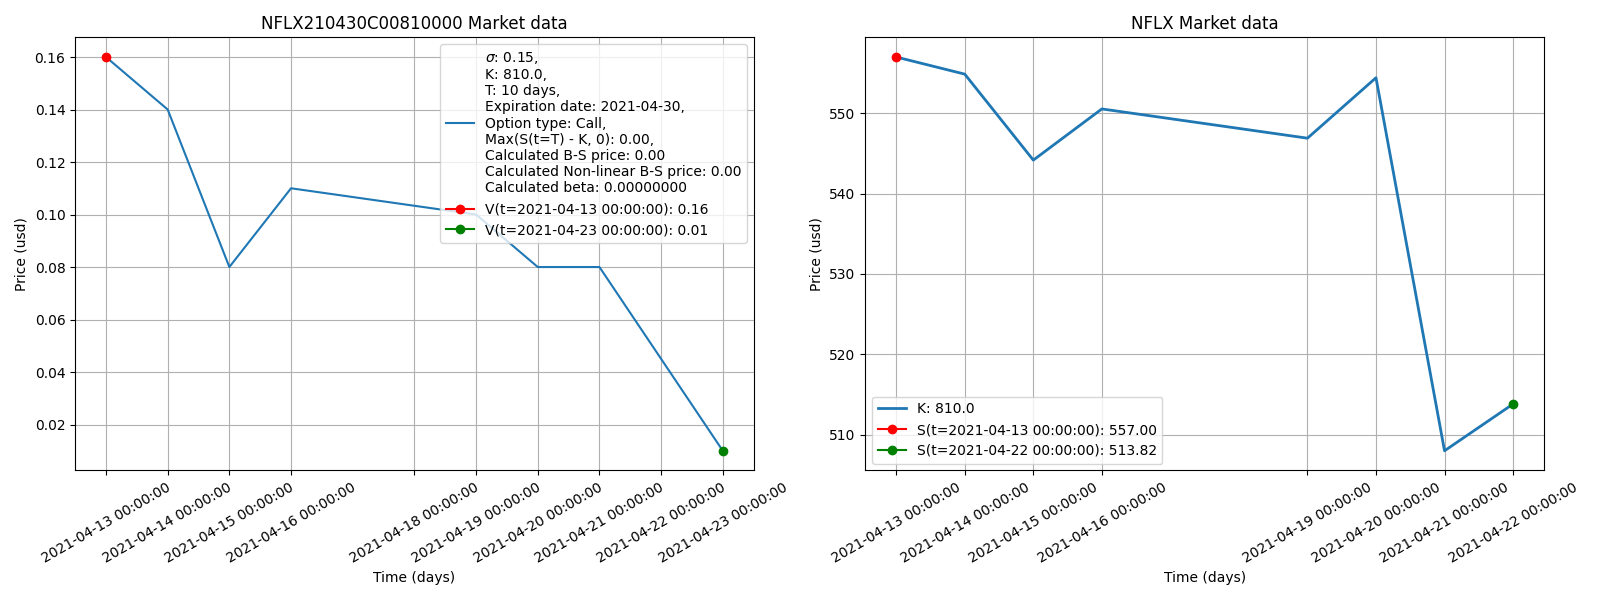 NFLX210430C00810000 Market data
0.16
0.14
0.12
0.10
0.08
0.06
0.04
0.02
Price (usd)
σ: 0.15,
K: 810.0,
T: 10 days,
Expiration date: 2021-04-30,
Option type: Call,
Max(S(t=T) - K, 0): 0.00,
Calculated B-S price: 0.00
Calculated Non-linear B-S price: 0.00
Calculated beta: 0.00000000
V(t=2021-04-13 00:00:00): 0.16
V(t=2021-04-23 00:00:00): 0.01
2021-04-13 00:00:00
2021-04-14 00:00:00
2021-04-15 00:00:00
2021-04-16 00:00:00
2021-04-18 00:00:00
2021-04-19 00:00:00
2021-04-20 00:00:00
2021-04-21 00:00:00
2021-04-22 00:00:00
2021-04-23 00:00:00
Time (days)
NFLX Market data
550
540
530
520
510
Price (usd)
K: 810.0
S(t=2021-04-13 00:00:00): 557.00
S(t=2021-04-22 00:00:00): 513.82
2021-04-13 00:00:00
2021-04-14 00:00:00
2021-04-15 00:00:00
2021-04-16 00:00:00
2021-04-19 00:00:00
2021-04-20 00:00:00
2021-04-21 00:00:00
2021-04-22 00:00:00
Time (days)